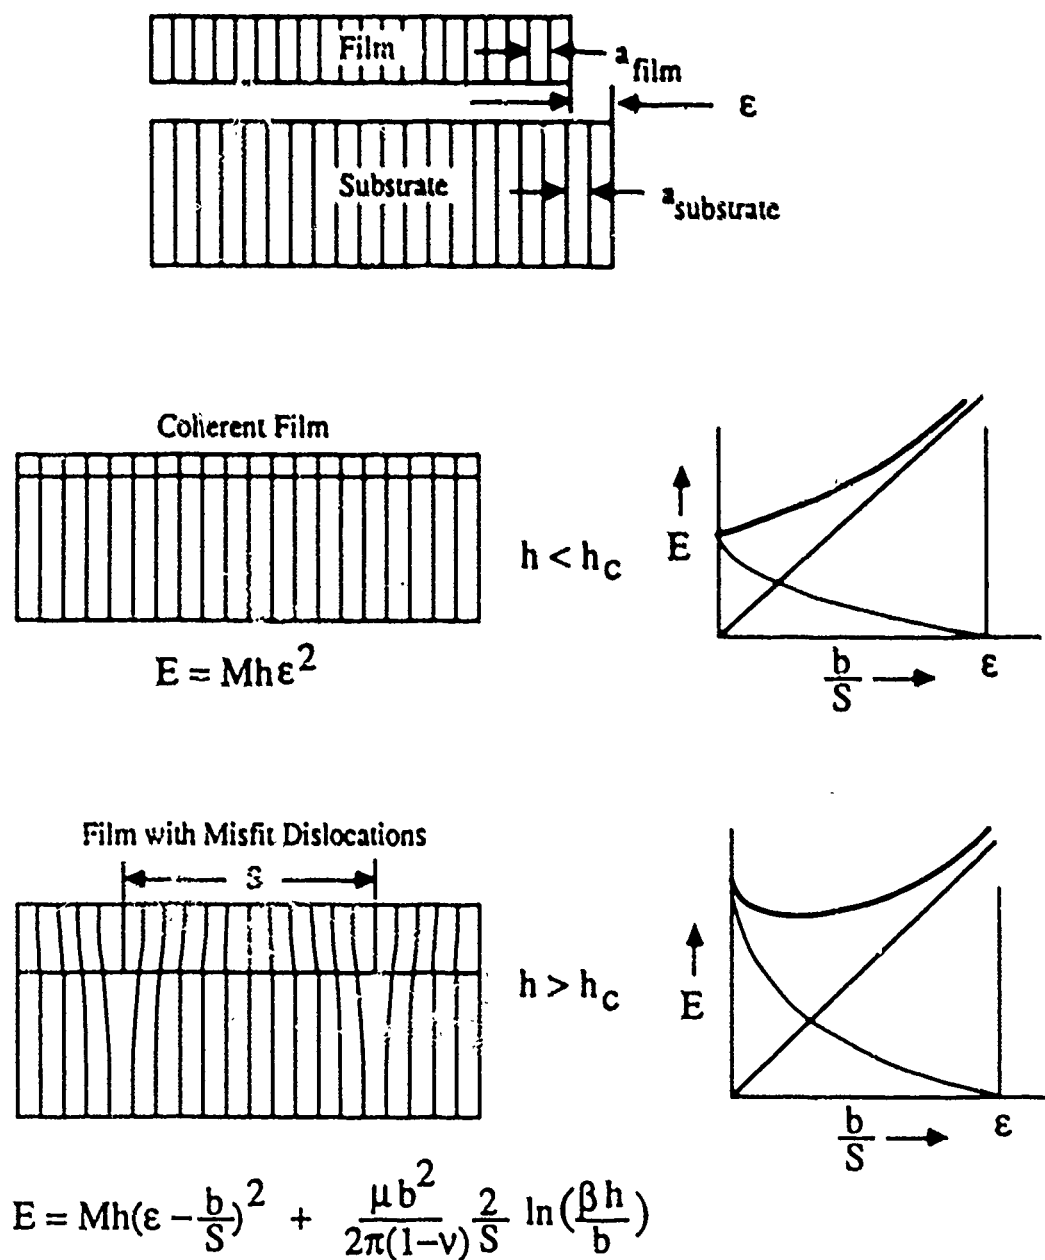 Film
a_film
ε
Substrate
a_substrate
Coherent Film
h < h_c
E
b/S
ε
E = Mhε^2
Film with Misfit Dislocations
S
h > h_c
E
b/S
ε
E = Mh(ε - b/S)^2 + μb^2/2π(1-ν) 2/S ln(βh/b)